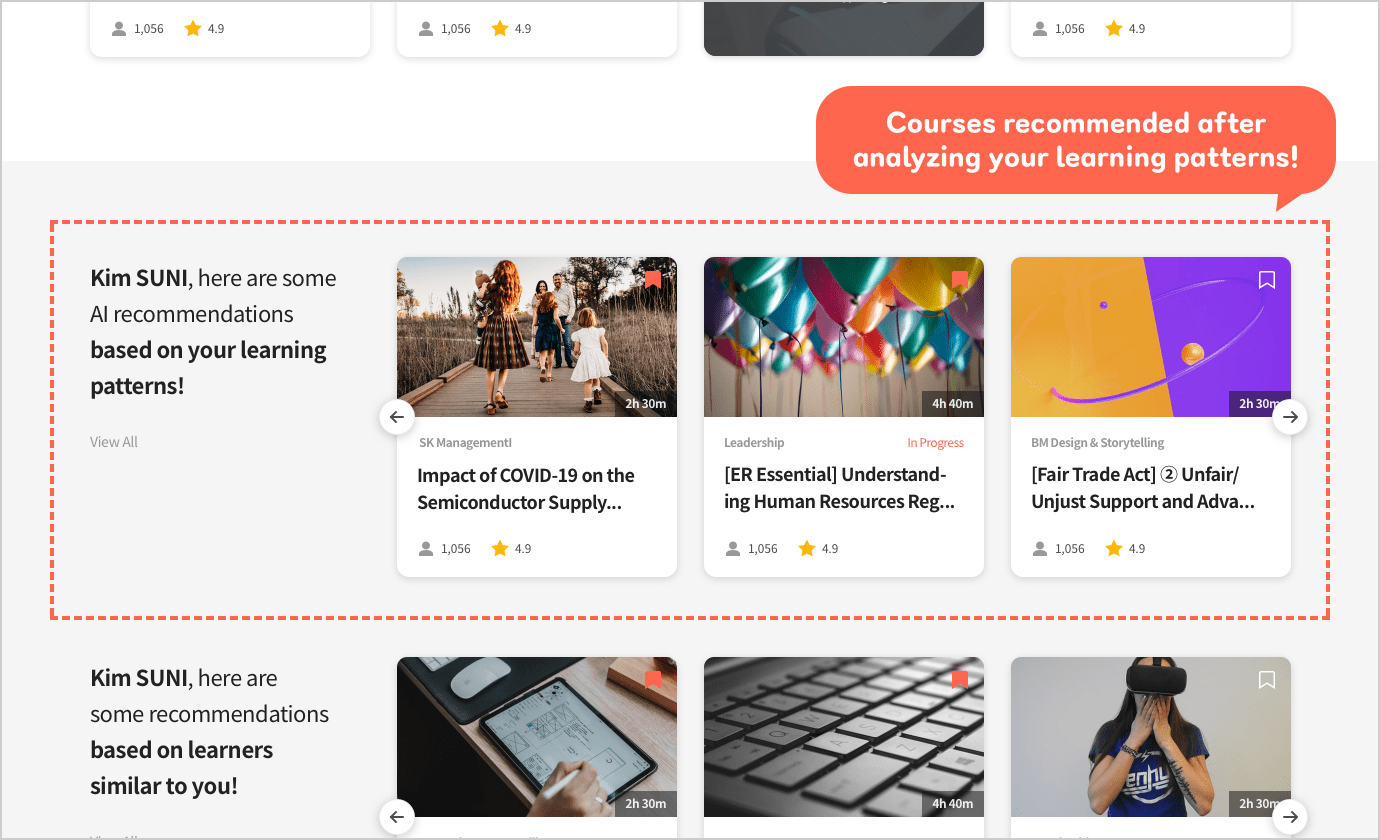 1,056 4.9
1,056 4.9
1,056 4.9
Courses recommended after
analyzing your learning patterns!
Kim SUNI, here are some
AI recommendations
based on your learning
patterns!
View All
2h 30m
SK ManagementI
Impact of COVID-19 on the
Semiconductor Supply...
1,056 4.9
4h 40m
Leadership In Progress
[ER Essential] Understand-
ing Human Resources Reg...
1,056 4.9
2h 30m
BM Design & Storytelling
[Fair Trade Act] ② Unfair/
Unjust Support and Adva...
1,056 4.9
Kim SUNI, here are
some recommendations
based on learners
similar to you!
2h 30m
4h 40m
2h 30m